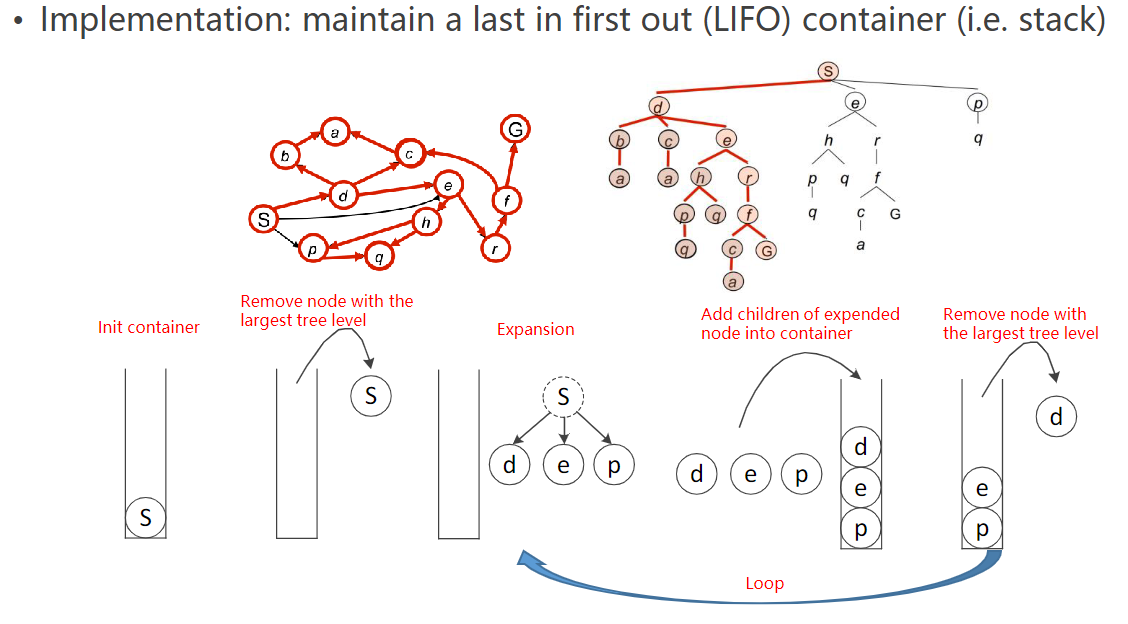 • Implementation: maintain a last in first out (LIFO) container (i.e. stack)
S
d e p
b c e h r q
a a h r p q f
p q f q c G
q c G a
a
a G
b c
e
d f
S h
p q r
Remove node with the
largest tree level
Init container
Expansion
Add children of expended
node into container
Remove node with
the largest tree level
S
S
S
d e p
d e p
d
e
p
d
e
p
Loop